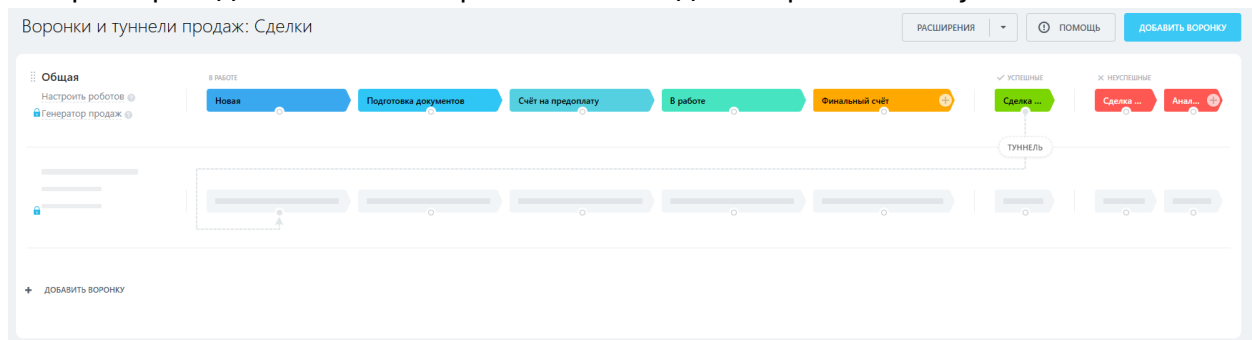 Воронки и туннели продаж: Сделки
РАСШИРЕНИЯ
ПОМОЩЬ
ДОБАВИТЬ ВОРОНКУ
Общая
Настроить роботов
Генератор продаж
В РАБОТЕ
УСПЕШНЫЕ
НЕУСПЕШНЫЕ
Новая
Подготовка документов
Счёт на предоплату
В работе
Финальный счёт
Сделка ...
Сделка ...
Анал...
ТУННЕЛЬ
+ ДОБАВИТЬ ВОРОНКУ